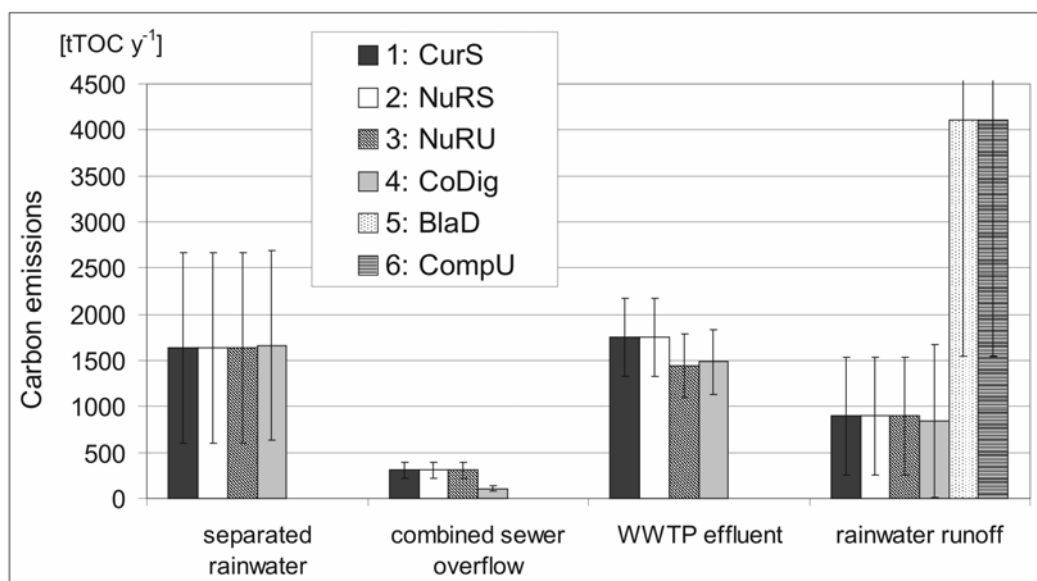 [tTOC y⁻¹]
Carbon emissions
4500
4000
3500
3000
2500
2000
1500
1000
500
0
1: CurS
2: NuRS
3: NuRU
4: CoDig
5: BlaD
6: CompU
separated
rainwater
combined sewer
overflow
WWTP effluent
rainwater runoff